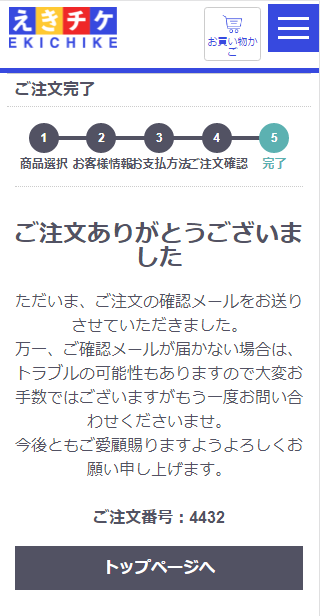 えきチケ
EKICHIKE
お買い物か
ご
ご注文完了
1 2 3 4 5
商品選択 お客様情報 お支払方法 ご注文確認 完了
ご注文ありがとうございま
した
ただいま、ご注文の確認メールをお送り
させていただきました。
万一、ご確認メールが届かない場合は、
トラブルの可能性もありますので大変お
手数ではございますがもう一度お問い合
わせくださいませ。
今後ともご愛顧賜りますようよろしくお
願い申し上げます。
ご注文番号：4432
トップページへ